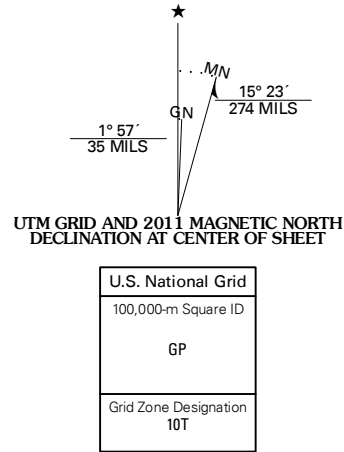 ★
MN
GN
15° 23´
274 MILS
1° 57´
35 MILS
UTM GRID AND 2011 MAGNETIC NORTH
DECLINATION AT CENTER OF SHEET
U.S. National Grid
100,000-m Square ID
GP
Grid Zone Designation
10T